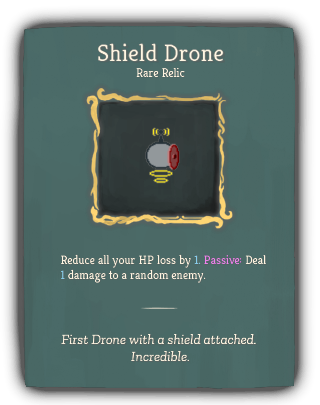 Shield Drone
Rare Relic
Reduce all your HP loss by 1. Passive: Deal
1 damage to a random enemy.
First Drone with a shield attached.
Incredible.